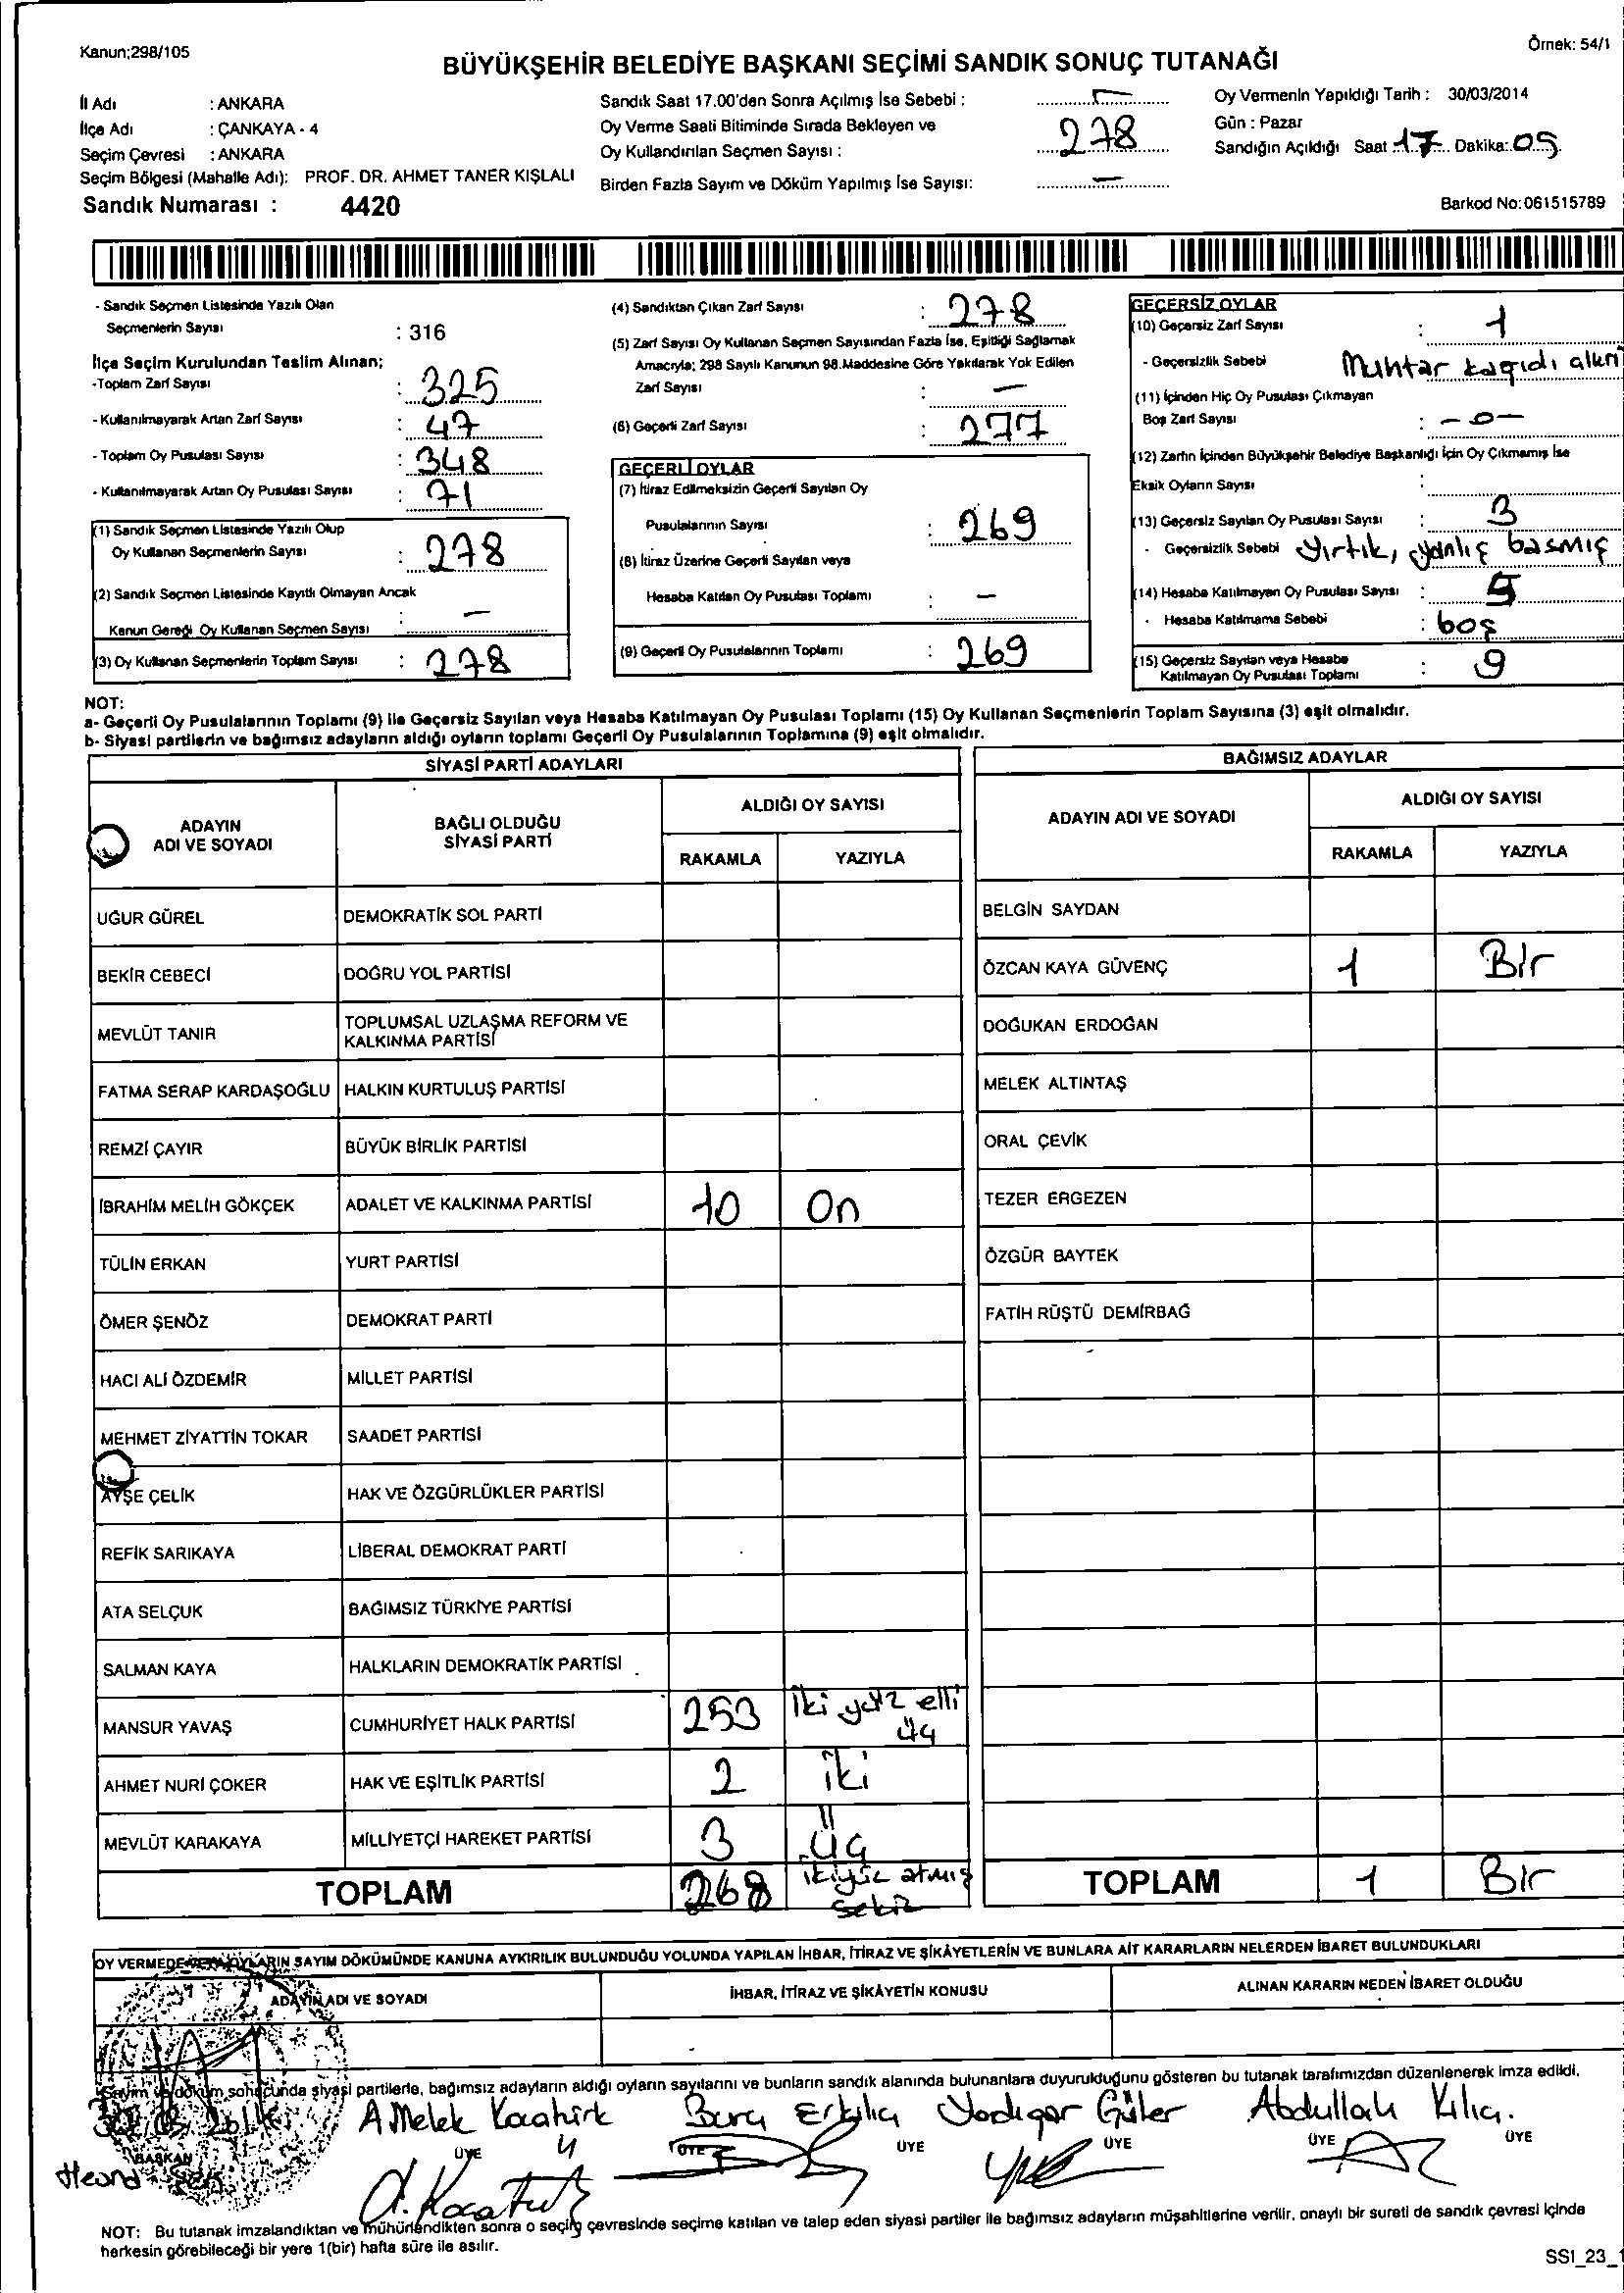 Kanun;298/105
Örnek: 54/1
BÜYÜKŞEHİR BELEDİYE BAŞKANI SEÇİMİ SANDIK SONUÇ TUTANAĞI
İl Adı : ANKARA
İlçe Adı : ÇANKAYA - 4
Seçim Çevresi : ANKARA
Seçim Bölgesi (Mahalle Adı): PROF. DR. AHMET TANER KIŞLALI
Sandık Numarası : 4420
Sandık Saat 17.00'den Sonra Açılmış İse Sebebi : —
Oy Verme Saati Bitiminde Sırada Bekleyen ve
Oy Kullandırılan Seçmen Sayısı : 278
Birden Fazla Sayım ve Döküm Yapılmış İse Sayısı: —
Oy Vermenin Yapıldığı Tarih : 30/03/2014
Gün : Pazar
Sandığın Açıldığı Saat 17 Dakika: 05
Barkod No:061515789
- Sandık Seçmen Listesinde Yazılı Olan
Seçmenlerin Sayısı : 316
İlçe Seçim Kurulundan Teslim Alınan;
-Toplam Zarf Sayısı : 325
- Kullanılmayarak Artan Zarf Sayısı : 47
- Toplam Oy Pusulası Sayısı : 348
- Kullanılmayarak Artan Oy Pusulası Sayısı : 71
(1) Sandık Seçmen Listesinde Yazılı Olup
Oy Kullanan Seçmenlerin Sayısı : 278
(2) Sandık Seçmen Listesinde Kayıtlı Olmayan Ancak
Kanun Gereği Oy Kullanan Seçmen Sayısı : —
(3) Oy Kullanan Seçmenlerin Toplam Sayısı : 278
(4) Sandıktan Çıkan Zarf Sayısı : 278
(5) Zarf Sayısı Oy Kullanan Seçmen Sayısından Fazla İse, Eşitliği Sağlamak
Amacıyla; 298 Sayılı Kanunun 98.Maddesine Göre Yakılarak Yok Edilen
Zarf Sayısı : —
(6) Geçerli Zarf Sayısı : 277
GEÇERLİ OYLAR
(7) İtiraz Edilmeksizin Geçerli Sayılan Oy
Pusulalarının Sayısı : 269
(8) İtiraz Üzerine Geçerli Sayılan veya
Hesaba Katılan Oy Pusulası Toplamı : —
(9) Geçerli Oy Pusulalarının Toplamı : 269
GEÇERSİZ OYLAR
(10) Geçersiz Zarf Sayısı : 1
- Geçersizlik Sebebi Muhtar kagıdı
(11) İçinden Hiç Oy Pusulası Çıkmayan
Boş Zarf Sayısı : -0-
(12) Zarfın İçinden Büyükşehir Belediye Başkanlığı İçin Oy Çıkmamış İse
Eksik Oyların Sayısı :
(13) Geçersiz Sayılan Oy Pusulası Sayısı : 3
- Geçersizlik Sebebi Yırtık, yanlış basmış
(14) Hesaba Katılmayan Oy Pusulası Sayısı : 5
- Hesaba Katılmama Sebebi : boş
(15) Geçersiz Sayılan veya Hesaba
Katılmayan Oy Pusulası Toplamı : 9
NOT:
a- Geçerli Oy Pusulalarının Toplamı (9) ile Geçersiz Sayılan veya Hesaba Katılmayan Oy Pusulası Toplamı (15) Oy Kullanan Seçmenlerin Toplam Sayısına (3) eşit olmalıdır.
b- Siyasi partilerin ve bağımsız adayların aldığı oyların toplamı Geçerli Oy Pusulalarının Toplamına (9) eşit olmalıdır.
SİYASİ PARTİ ADAYLARI
ADAYIN ADI VE SOYADI BAĞLI OLDUĞU SİYASİ PARTİ ALDIĞI OY SAYISI
RAKAMLA YAZIYLA
UĞUR GÜREL DEMOKRATİK SOL PARTİ
BEKİR CEBECİ DOĞRU YOL PARTİSİ
MEVLÜT TANIR TOPLUMSAL UZLAŞMA REFORM VE KALKINMA PARTİSİ
FATMA SERAP KARDAŞOĞLU HALKIN KURTULUŞ PARTİSİ
REMZİ ÇAYIR BÜYÜK BİRLİK PARTİSİ
İBRAHİM MELİH GÖKÇEK ADALET VE KALKINMA PARTİSİ 10 On
TÜLİN ERKAN YURT PARTİSİ
ÖMER ŞENÖZ DEMOKRAT PARTİ
HACI ALİ ÖZDEMİR MİLLET PARTİSİ
MEHMET ZİYATTİN TOKAR SAADET PARTİSİ
AYŞE ÇELİK HAK VE ÖZGÜRLÜKLER PARTİSİ
REFİK SARIKAYA LİBERAL DEMOKRAT PARTİ
ATA SELÇUK BAĞIMSIZ TÜRKİYE PARTİSİ
SALMAN KAYA HALKLARIN DEMOKRATİK PARTİSİ
MANSUR YAVAŞ CUMHURİYET HALK PARTİSİ 253 İki yüz elli üç
AHMET NURİ ÇOKER HAK VE EŞİTLİK PARTİSİ 2 iki
MEVLÜT KARAKAYA MİLLİYETÇİ HAREKET PARTİSİ 3 Üç
TOPLAM 268 ikiyüz atmış sekiz
BAĞIMSIZ ADAYLAR
ADAYIN ADI VE SOYADI ALDIĞI OY SAYISI
RAKAMLA YAZIYLA
BELGİN SAYDAN
ÖZCAN KAYA GÜVENÇ 1 Bir
DOĞUKAN ERDOĞAN
MELEK ALTINTAŞ
ORAL ÇEVİK
TEZER ERGEZEN
ÖZGÜR BAYTEK
FATİH RÜŞTÜ DEMİRBAĞ
TOPLAM 1 Bir
OY VERMEDE VEYA OYLARIN SAYIM DÖKÜMÜNDE KANUNA AYKIRILIK BULUNDUĞU YOLUNDA YAPILAN İHBAR, İTİRAZ VE ŞİKÂYETLERİN VE BUNLARA AİT KARARLARIN NELERDEN İBARET BULUNDUKLARI
ADAYIN ADI VE SOYADI İHBAR, İTİRAZ VE ŞİKÂYETİN KONUSU ALINAN KARARIN NEDEN İBARET OLDUĞU
Sayım ve döküm sonucunda siyasi partilerle, bağımsız adayların aldığı oyların sayılarını ve bunların sandık alanında bulunanlara duyurulduğunu gösteren bu tutanak tarafımızdan düzenlenerek imza edildi.
A Melek Burç Erkılıç Yadigar Güler Abdullah Kılıç.
BAŞKAN ÜYE ÜYE ÜYE ÜYE ÜYE ÜYE
NOT: Bu tutanak imzalandıktan ve mühürlendikten sonra o seçim çevresinde seçime katılan ve talep eden siyasi partiler ile bağımsız adayların müşahitlerine verilir, onaylı bir sureti de sandık çevresi içinde
herkesin görebileceği bir yere 1(bir) hafta süre ile asılır.
SSI_23_1